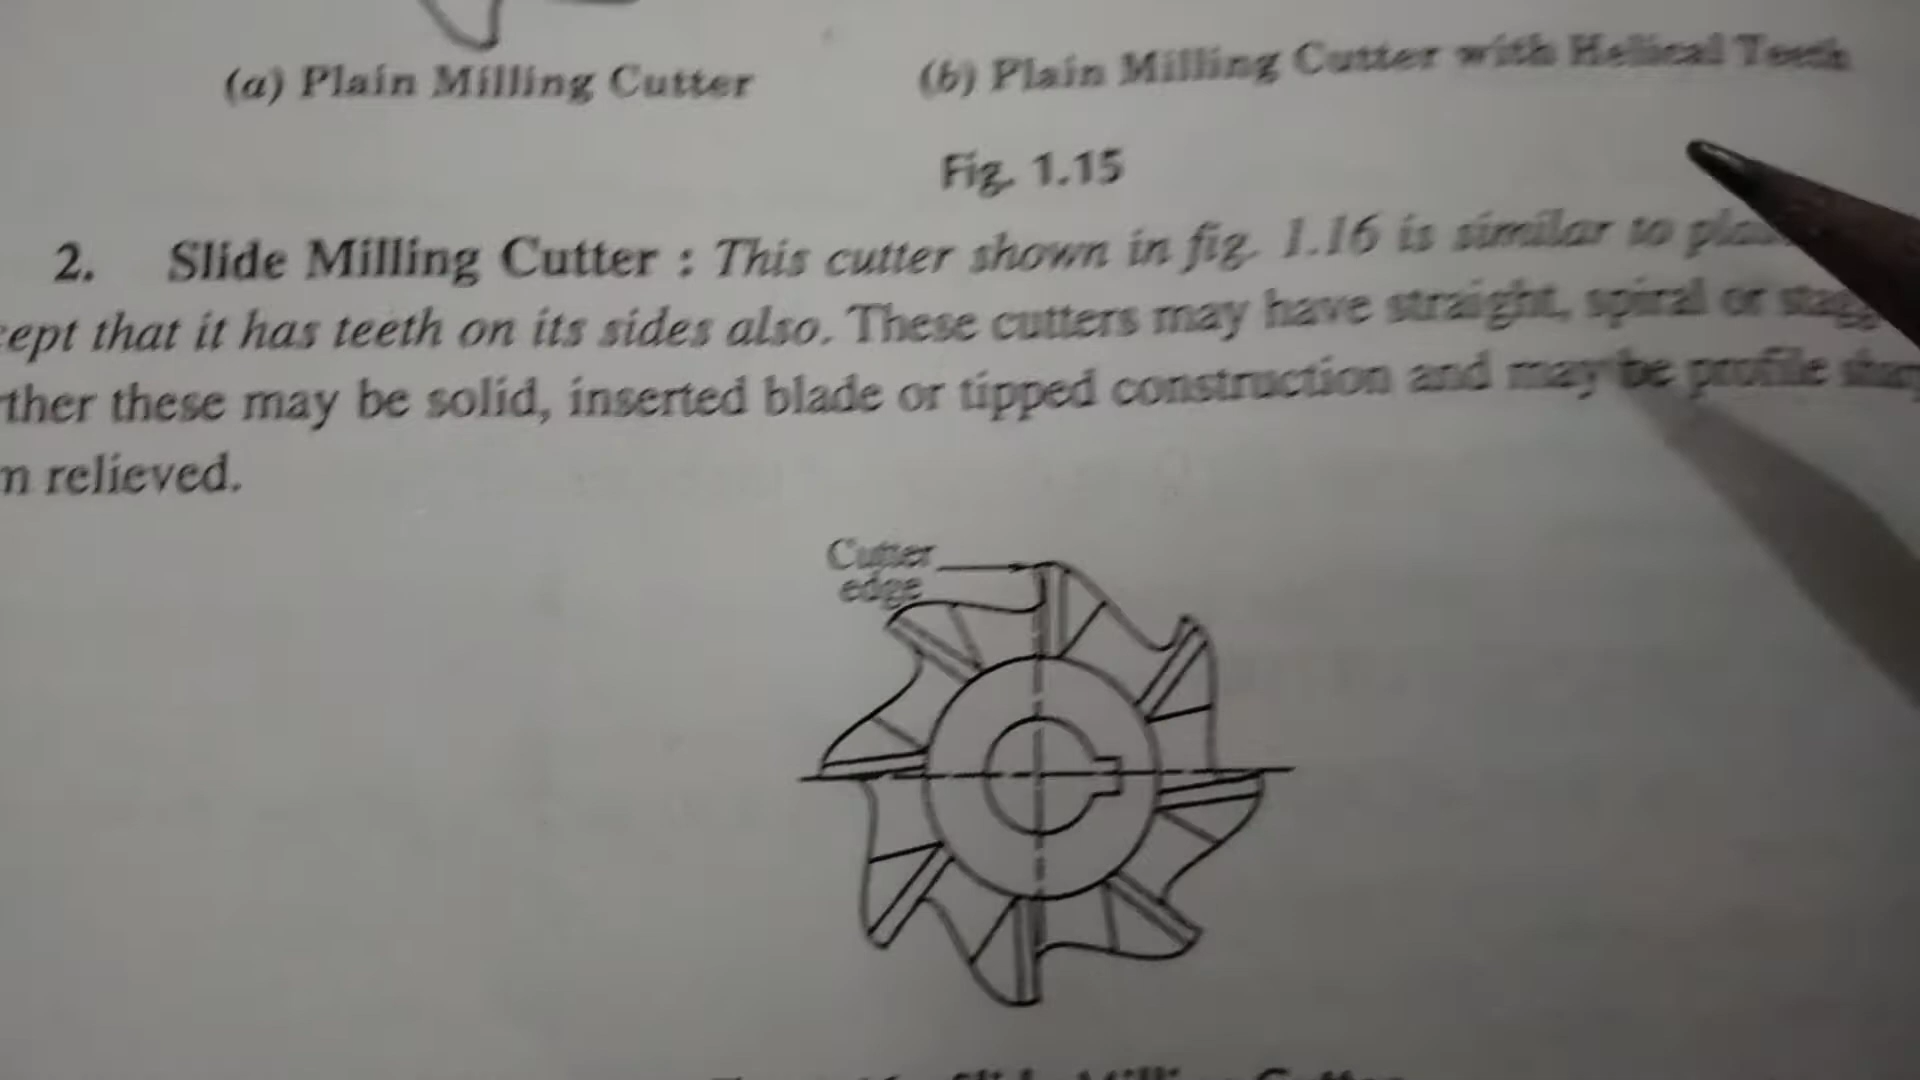 (a) Plain Milling Cutter
(b) Plain Milling Cutter with Helical Teeth
Fig. 1.15
2. Slide Milling Cutter : This cutter shown in fig. 1.16 is similar to
cept that it has teeth on its sides also. These cutters may have straight, spiral or
ther these may be solid, inserted blade or tipped construction and may be profile
n relieved.
Cutter
edge